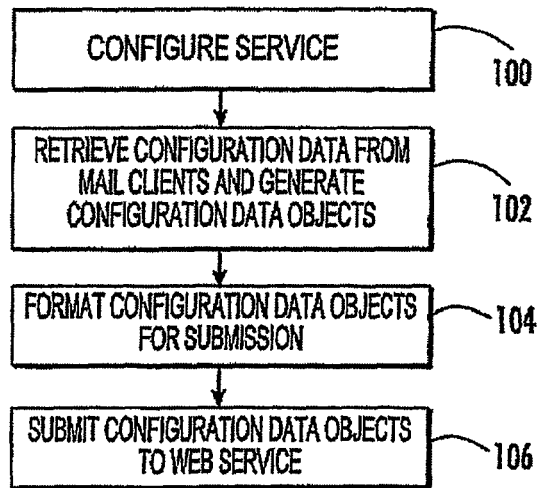 CONFIGURE SERVICE
100
RETRIEVE CONFIGURATION DATA FROM
MAIL CLIENTS AND GENERATE
CONFIGURATION DATA OBJECTS
102
FORMAT CONFIGURATION DATA OBJECTS
FOR SUBMISSION
104
SUBMIT CONFIGURATION DATA OBJECTS
TO WEB SERVICE
106